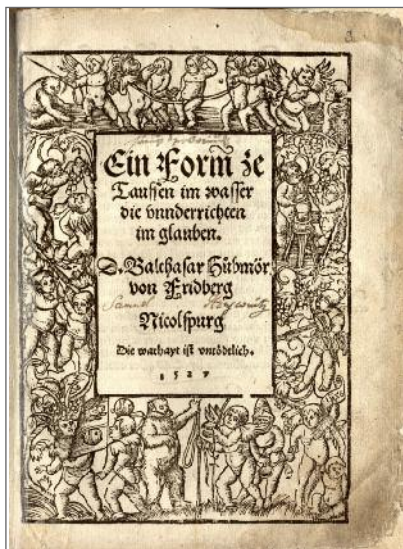 Ein Form̃ ze
Tauffen im wasser
die vnnderrichten
im glauben.
D. Balthasar Hůbmör
von Fridberg
Nicolspurg
Die warhayt ist vntödtlich.
1527